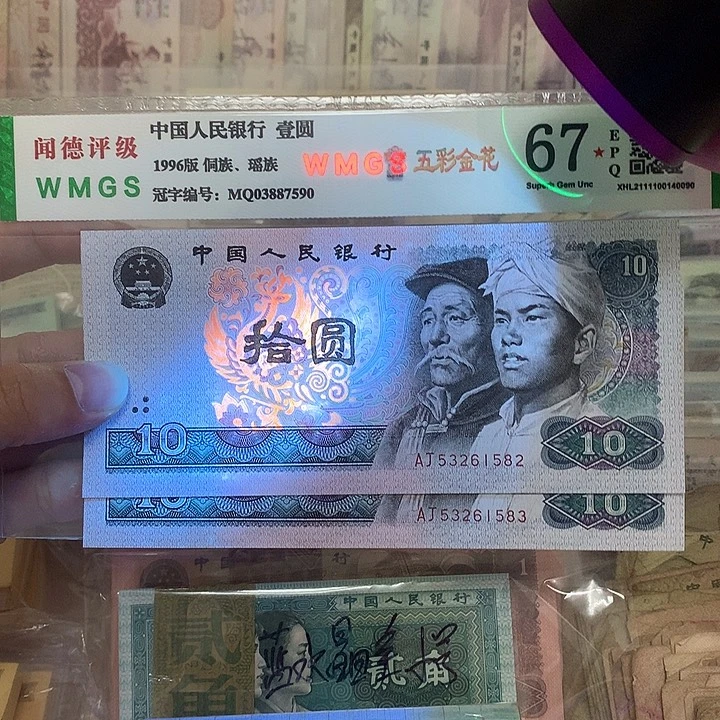 闻德评级
WMGS
中国人民银行 壹圆
1996版 侗族、瑶族
冠字编号: MQ03887590
WMGS 五彩金花
67
★
EPQ
Superb Gem Unc
XHL2111100140090
中国人民银行
10
拾圆
10
10
AJ53261582
10
10
AJ53261583
中国人民银行
贰角
贰角